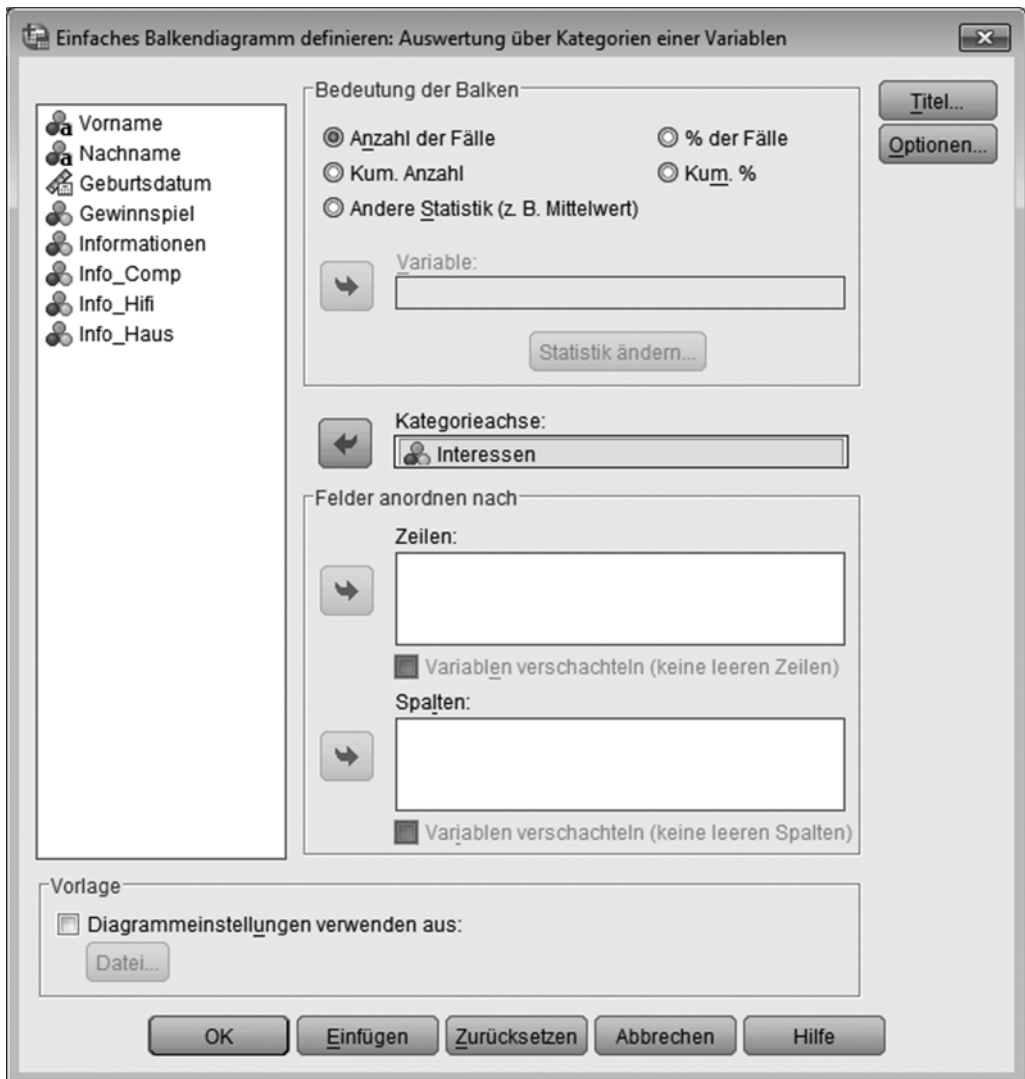 Einfaches Balkendiagramm definieren: Auswertung über Kategorien einer Variablen
Vorname
Nachname
Geburtsdatum
Gewinnspiel
Informationen
Info_Comp
Info_Hifi
Info_Haus
Bedeutung der Balken
Anzahl der Fälle
% der Fälle
Kum. Anzahl
Kum. %
Andere Statistik (z. B. Mittelwert)
Variable:
Statistik ändern...
Kategorieachse:
Interessen
Felder anordnen nach
Zeilen:
Variablen verschachteln (keine leeren Zeilen)
Spalten:
Variablen verschachteln (keine leeren Spalten)
Titel...
Optionen...
Vorlage
Diagrammeinstellungen verwenden aus:
Datei...
OK
Einfügen
Zurücksetzen
Abbrechen
Hilfe